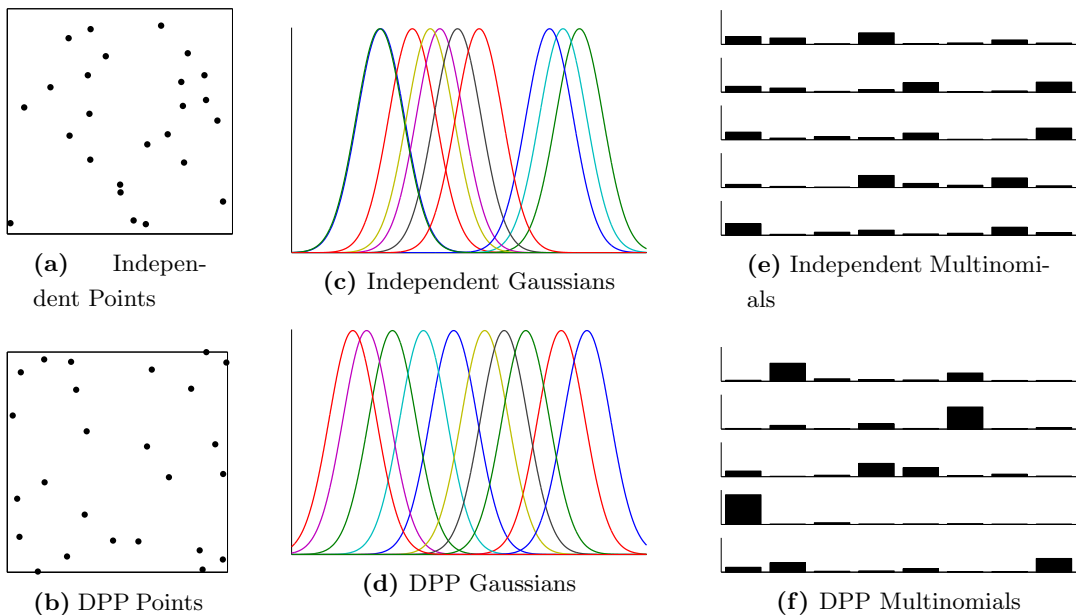 (a) Indepen-
dent Points
(c) Independent Gaussians
(e) Independent Multinomi-
als
(b) DPP Points
(d) DPP Gaussians
(f) DPP Multinomials